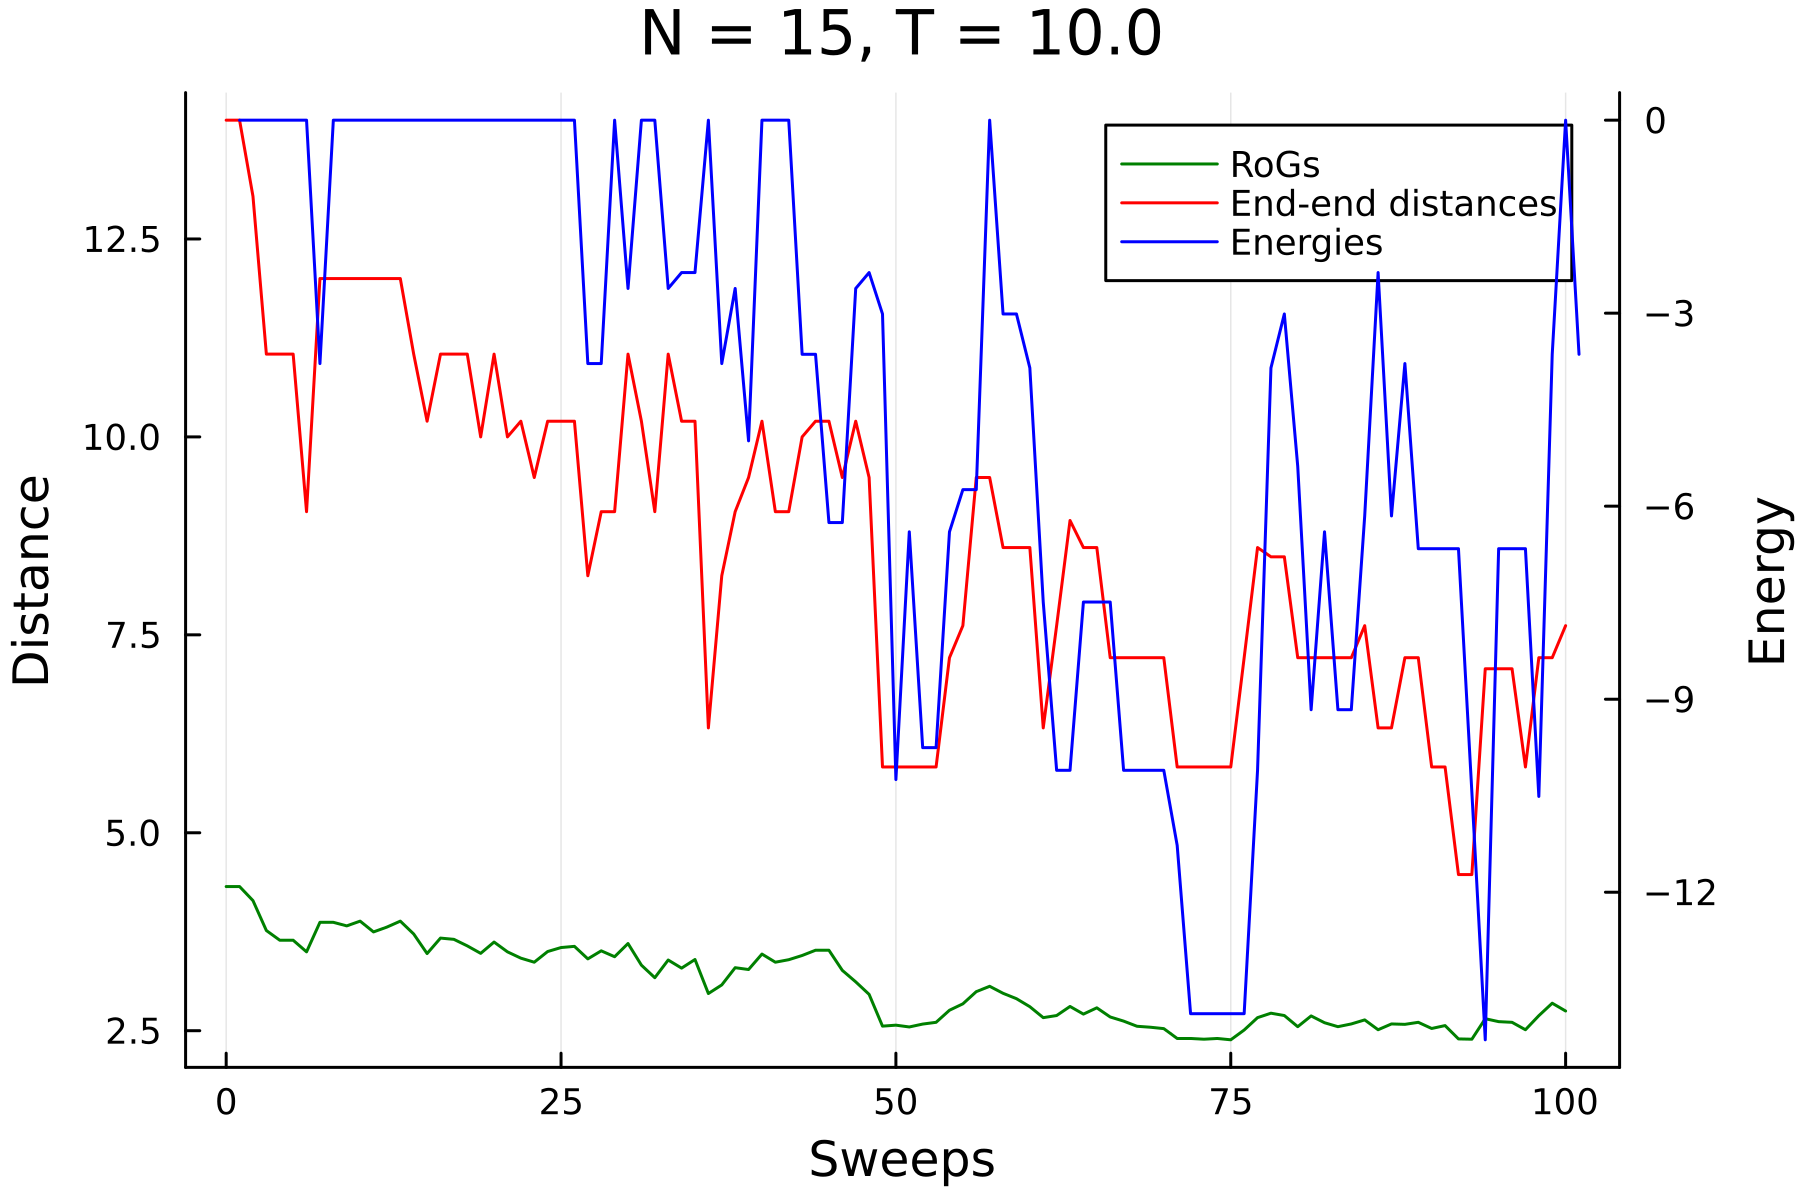 N = 15, T = 10.0
Distance
12.5
10.0
7.5
5.0
2.5
RoGs
End-end distances
Energies
0
−3
−6
−9
−12
Energy
0 25 50 75 100
Sweeps